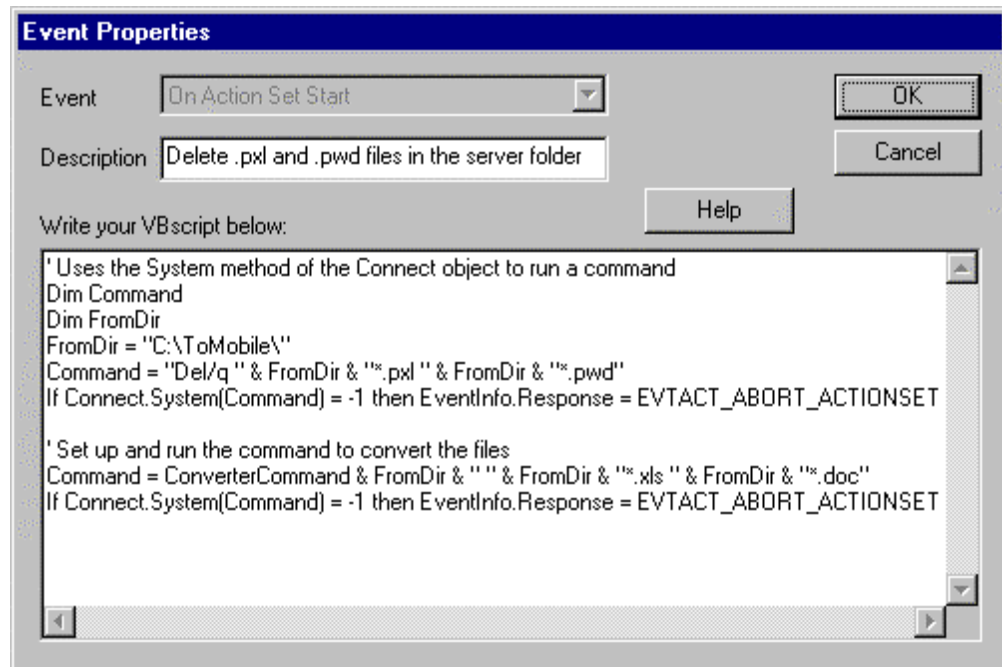 Event Properties
Event
On Action Set Start
OK
Description
Delete .pxl and .pwd files in the server folder
Cancel
Help
Write your VBscript below:
' Uses the System method of the Connect object to run a command
Dim Command
Dim FromDir
FromDir = "C:\ToMobile\"
Command = "Del/q " & FromDir & "*.pxl " & FromDir & "*.pwd"
If Connect.System(Command) = -1 then EventInfo.Response = EVTACT_ABORT_ACTIONSET
' Set up and run the command to convert the files
Command = ConverterCommand & FromDir & " " & FromDir & "*.xls " & FromDir & "*.doc"
If Connect.System(Command) = -1 then EventInfo.Response = EVTACT_ABORT_ACTIONSET